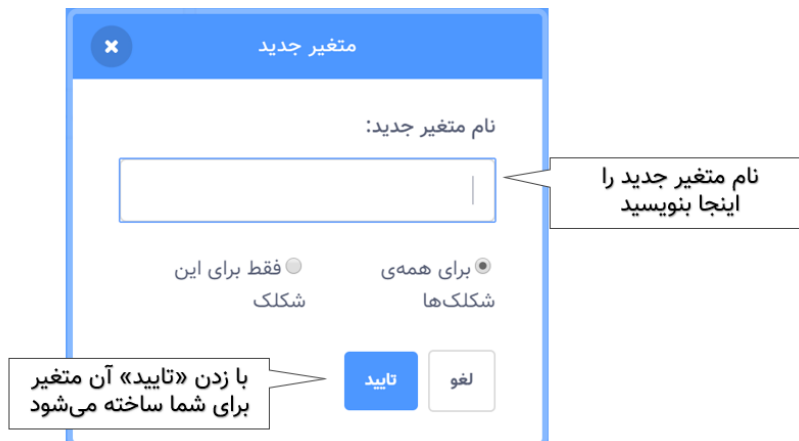 متغیر جدید
نام متغیر جدید:
نام متغیر جدید را
اینجا بنویسید
برای همه‌ی
شکلک‌ها
فقط برای این
شکلک
لغو
تایید
با زدن «تایید» آن متغیر
برای شما ساخته می‌شود